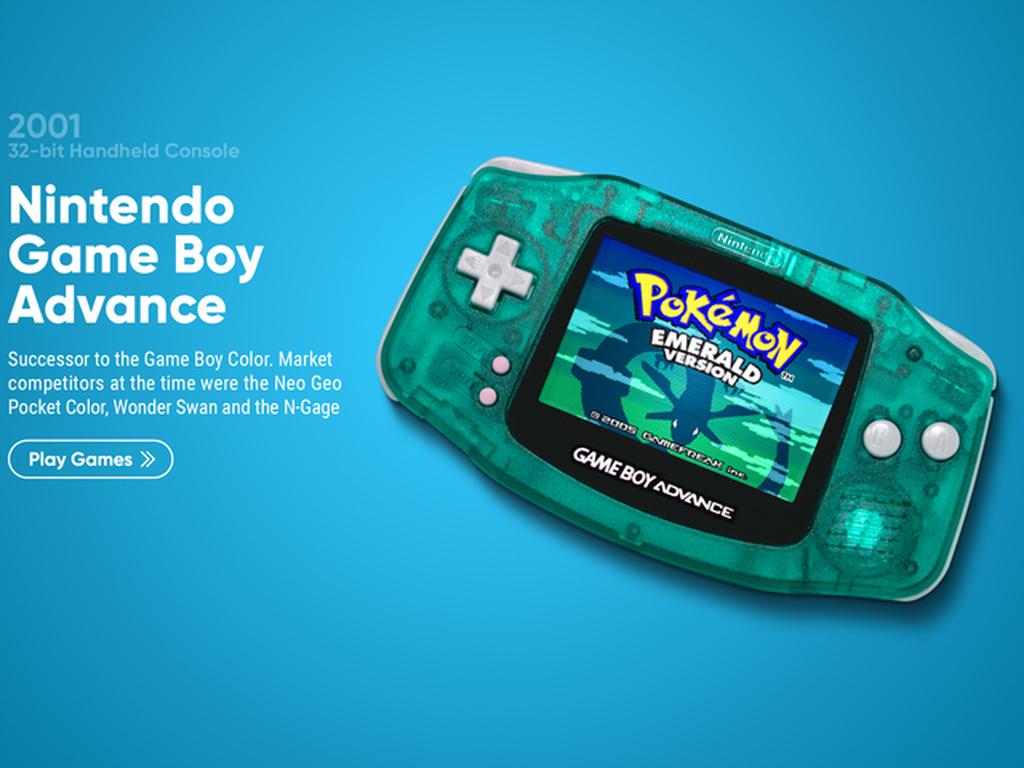 2001
32-bit Handheld Console
Nintendo
Game Boy
Advance
Successor to the Game Boy Color. Market
competitors at the time were the Neo Geo
Pocket Color, Wonder Swan and the N-Gage
Play Games
Nintendo
POKéMON
EMERALD
VERSION
TM
© 2005 GAMEFREAK inc.
GAME BOY ADVANCE
B A